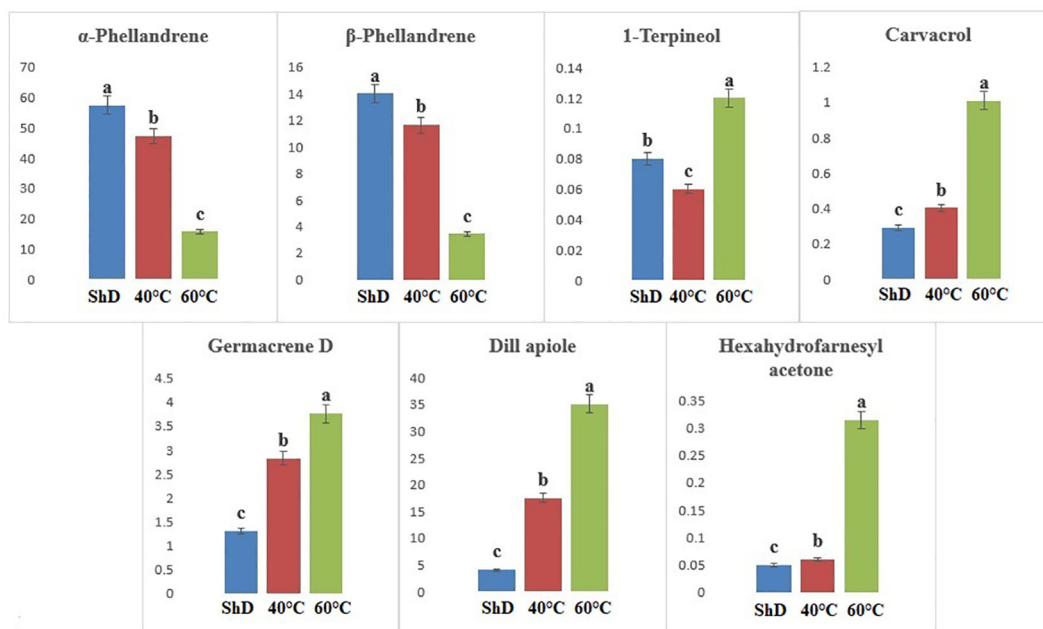 α-Phellandrene
70
60
50
40
30
20
10
0
a
b
c
ShD 40°C 60°C
β-Phellandrene
16
14
12
10
8
6
4
2
0
a
b
c
ShD 40°C 60°C
1-Terpineol
0.14
0.12
0.1
0.08
0.06
0.04
0.02
0
b
c
a
ShD 40°C 60°C
Carvacrol
1.2
1
0.8
0.6
0.4
0.2
0
c
b
a
ShD 40°C 60°C
Germacrene D
4.5
4
3.5
3
2.5
2
1.5
1
0.5
0
c
b
a
ShD 40°C 60°C
Dill apiole
40
35
30
25
20
15
10
5
0
c
b
a
ShD 40°C 60°C
Hexahydrofarnesyl
acetone
0.35
0.3
0.25
0.2
0.15
0.1
0.05
0
c
b
a
ShD 40°C 60°C